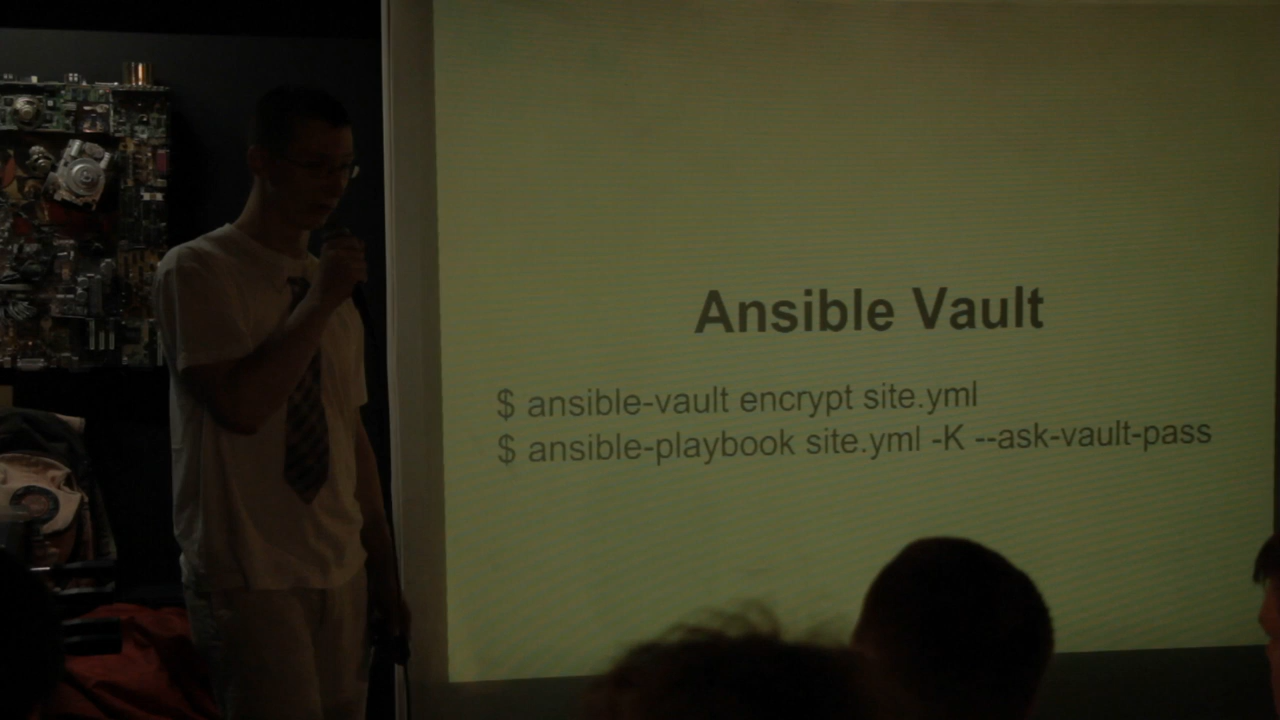 Ansible Vault
$ ansible-vault encrypt site.yml
$ ansible-playbook site.yml -K --ask-vault-pass